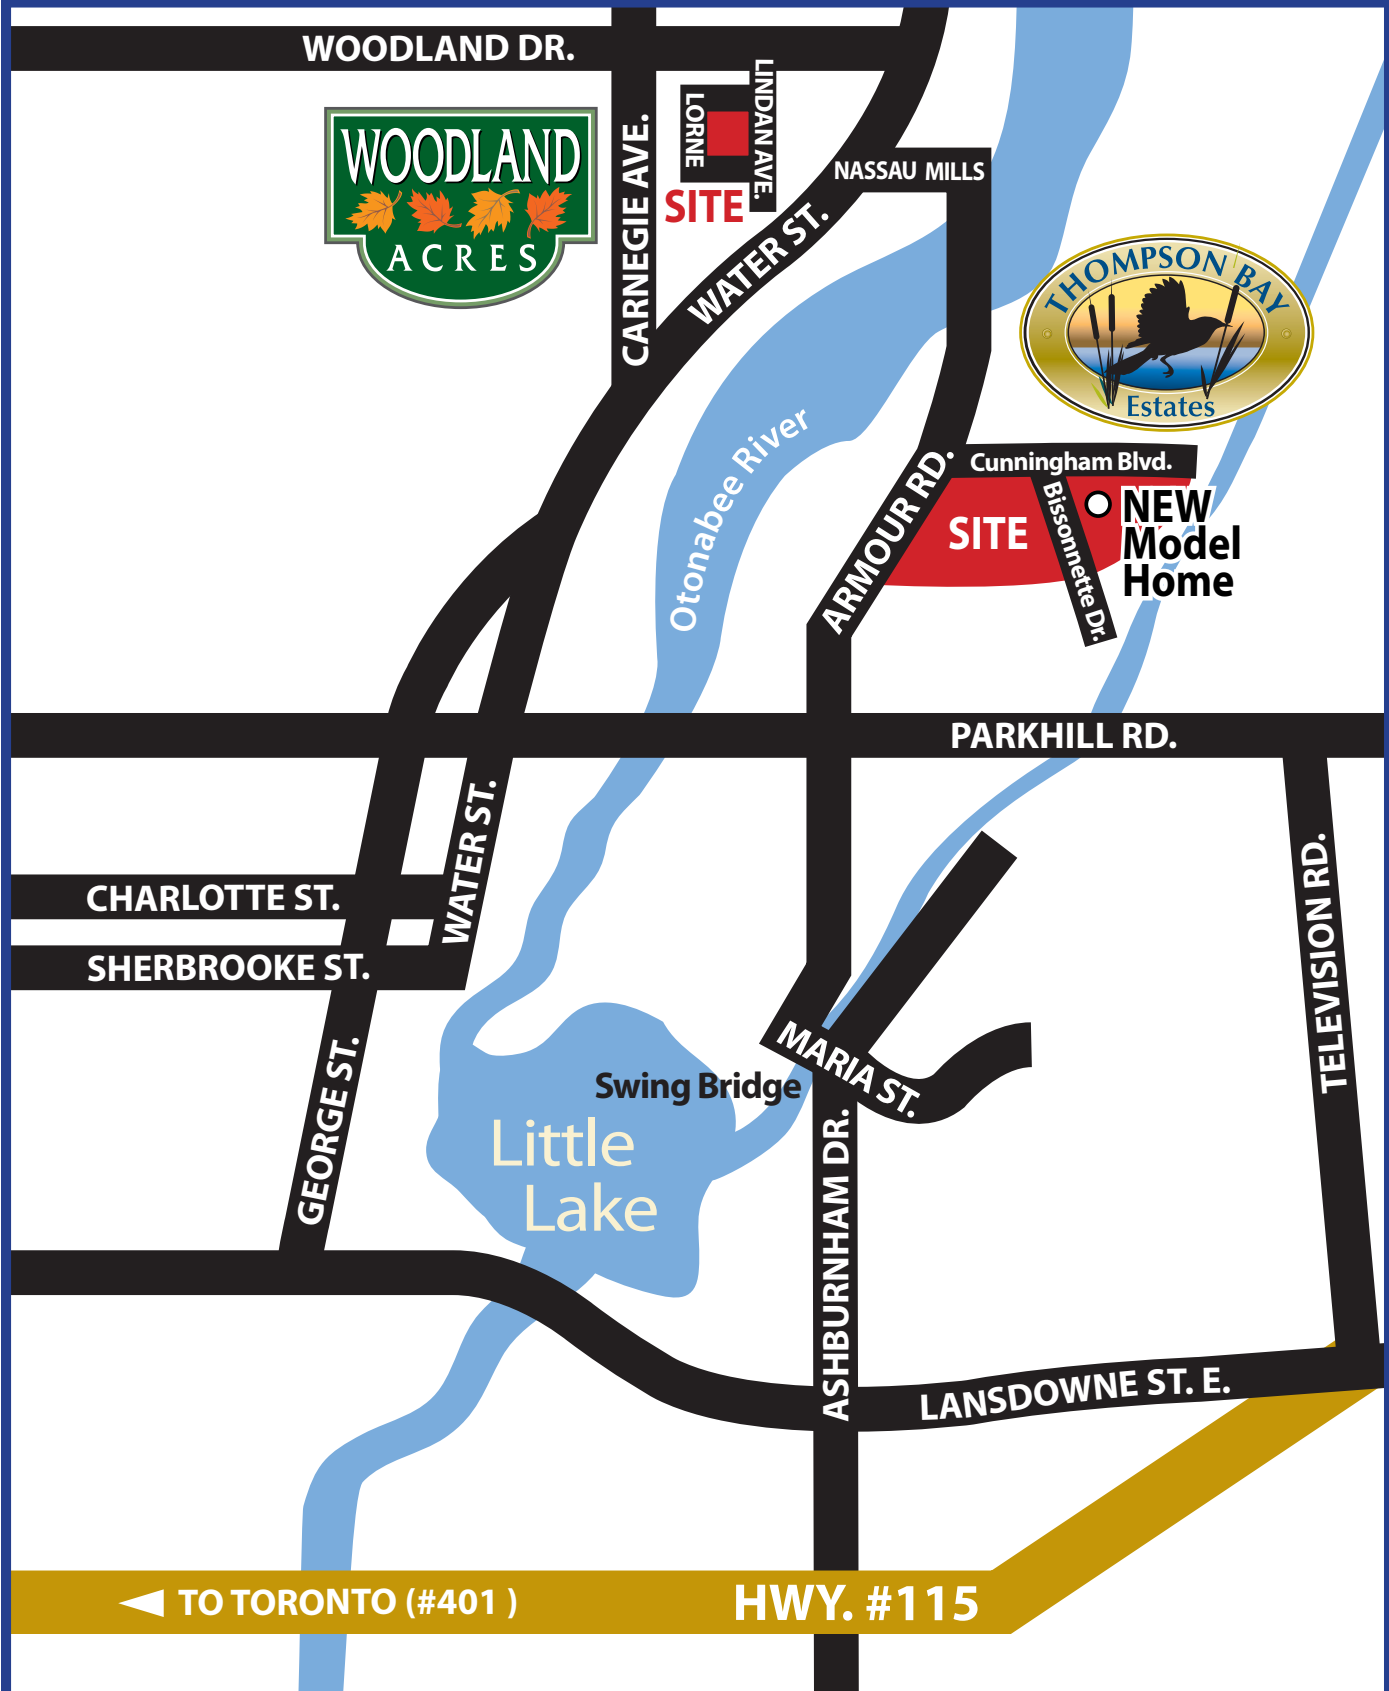 WOODLAND DR.
LINDAN AVE.
LORNE
WOODLAND
ACRES
CARNEGIE AVE.
SITE
NASSAU MILLS
WATER ST.
THOMPSON BAY
Estates
Otonabee River
ARMOUR RD.
Cunningham Blvd.
Bissonnette Dr.
SITE
NEW
Model
Home
PARKHILL RD.
WATER ST.
CHARLOTTE ST.
SHERBROOKE ST.
TELEVISION RD.
GEORGE ST.
MARIA ST.
Swing Bridge
Little
Lake
ASHBURNHAM DR.
LANSDOWNE ST. E.
TO TORONTO (#401 )
HWY. #115